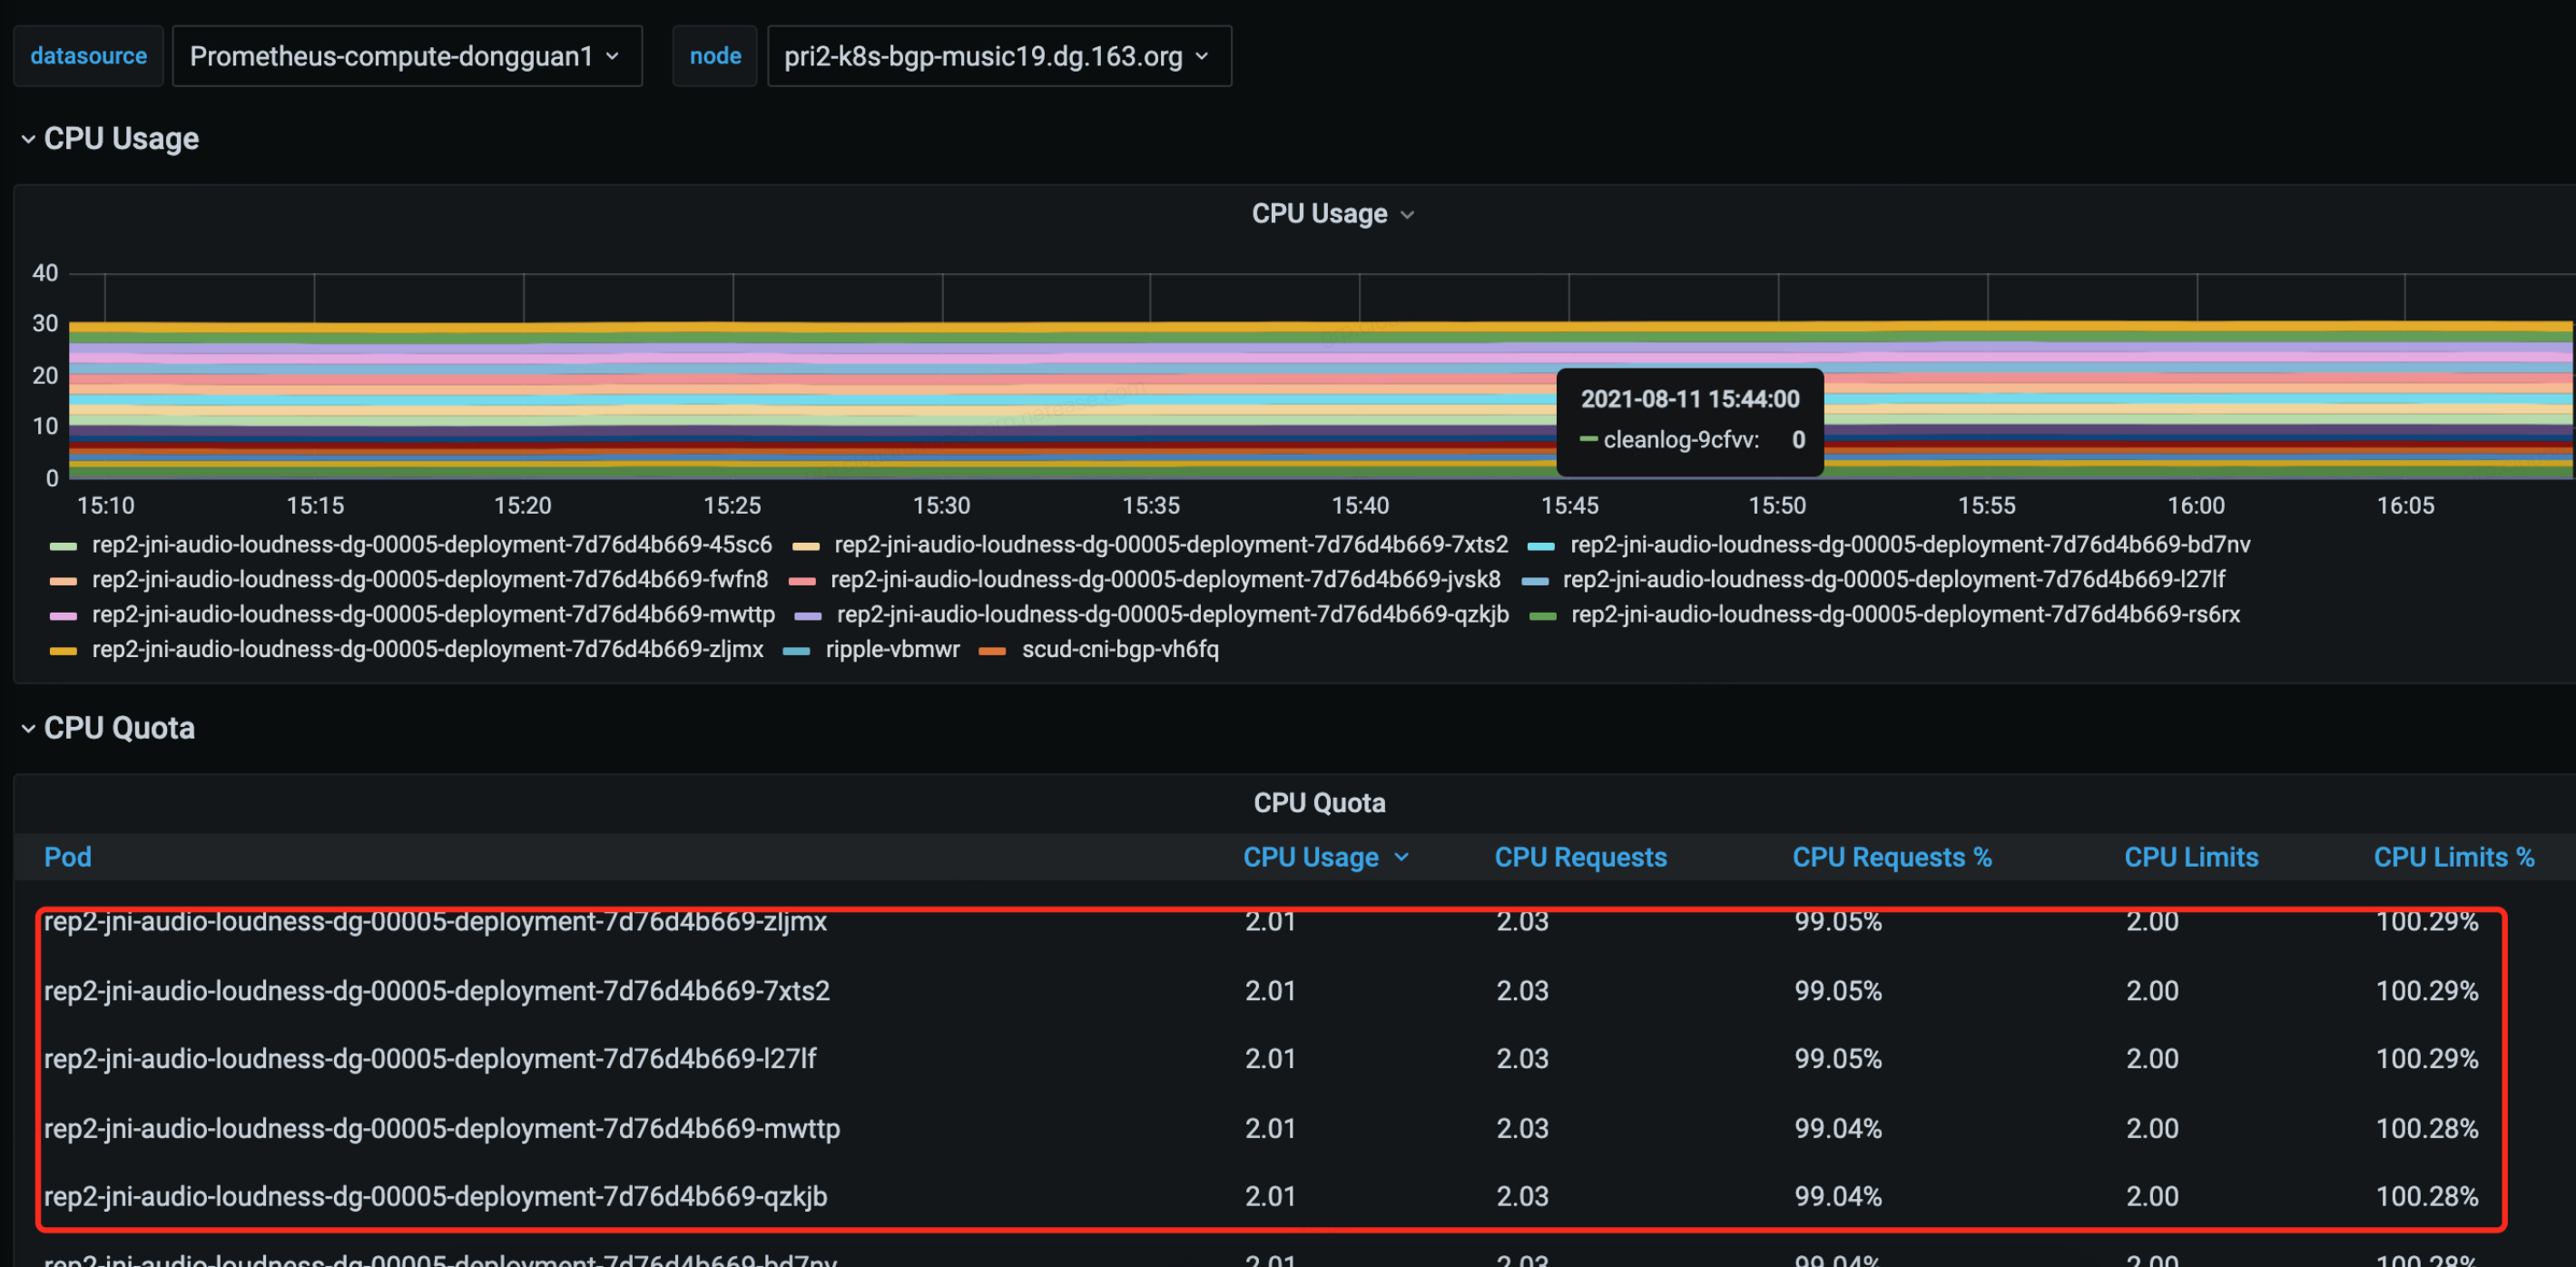 datasource Prometheus-compute-dongguan1 node pri2-k8s-bgp-music19.dg.163.org
CPU Usage
CPU Usage
40
30
20
10
0
2021-08-11 15:44:00
cleanlog-9cfvv: 0
15:10 15:15 15:20 15:25 15:30 15:35 15:40 15:45 15:50 15:55 16:00 16:05
rep2-jni-audio-loudness-dg-00005-deployment-7d76d4b669-45sc6 rep2-jni-audio-loudness-dg-00005-deployment-7d76d4b669-7xts2 rep2-jni-audio-loudness-dg-00005-deployment-7d76d4b669-bd7nv
rep2-jni-audio-loudness-dg-00005-deployment-7d76d4b669-fwfn8 rep2-jni-audio-loudness-dg-00005-deployment-7d76d4b669-jvsk8 rep2-jni-audio-loudness-dg-00005-deployment-7d76d4b669-l27lf
rep2-jni-audio-loudness-dg-00005-deployment-7d76d4b669-mwttp rep2-jni-audio-loudness-dg-00005-deployment-7d76d4b669-qzkjb rep2-jni-audio-loudness-dg-00005-deployment-7d76d4b669-rs6rx
rep2-jni-audio-loudness-dg-00005-deployment-7d76d4b669-zljmx ripple-vbmwr scud-cni-bgp-vh6fq
CPU Quota
CPU Quota
Pod CPU Usage CPU Requests CPU Requests % CPU Limits CPU Limits %
rep2-jni-audio-loudness-dg-00005-deployment-7d76d4b669-zljmx 2.01 2.03 99.05% 2.00 100.29%
rep2-jni-audio-loudness-dg-00005-deployment-7d76d4b669-7xts2 2.01 2.03 99.05% 2.00 100.29%
rep2-jni-audio-loudness-dg-00005-deployment-7d76d4b669-l27lf 2.01 2.03 99.05% 2.00 100.29%
rep2-jni-audio-loudness-dg-00005-deployment-7d76d4b669-mwttp 2.01 2.03 99.04% 2.00 100.28%
rep2-jni-audio-loudness-dg-00005-deployment-7d76d4b669-qzkjb 2.01 2.03 99.04% 2.00 100.28%
rep2-jni-audio-loudness-dg-00005-deployment-7d76d4b669-bd7nv 2.01 2.03 99.04% 2.00 100.28%